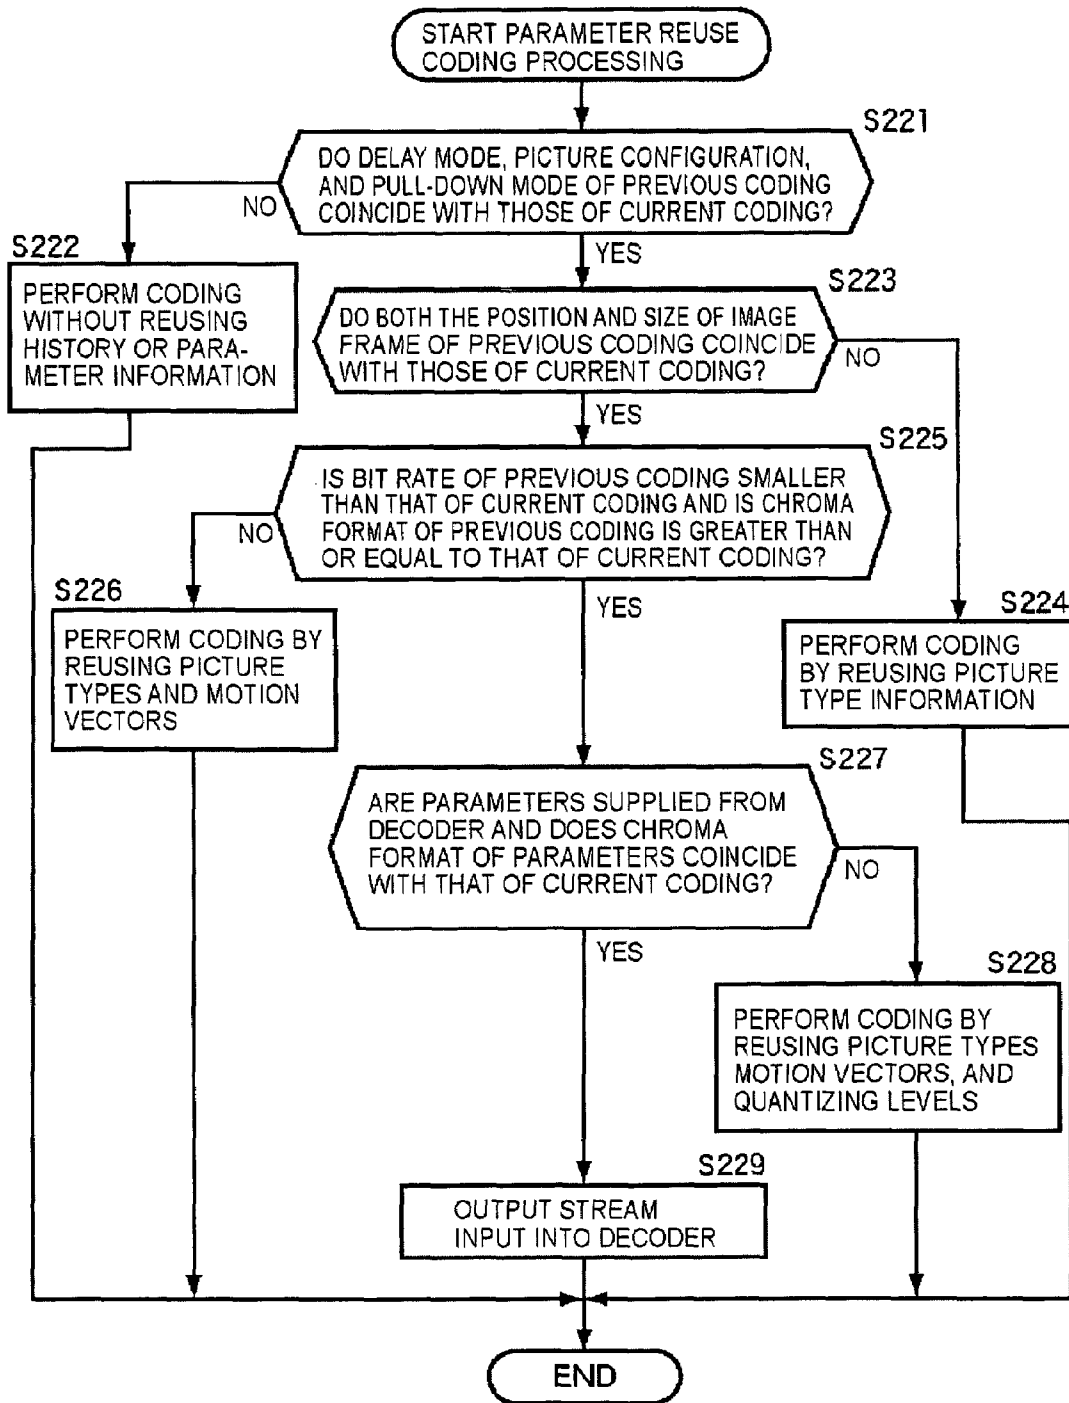 START PARAMETER REUSE
CODING PROCESSING
S221
DO DELAY MODE, PICTURE CONFIGURATION,
AND PULL-DOWN MODE OF PREVIOUS CODING
COINCIDE WITH THOSE OF CURRENT CODING?
NO
YES
S222
PERFORM CODING
WITHOUT REUSING
HISTORY OR PARA-
METER INFORMATION
S223
DO BOTH THE POSITION AND SIZE OF IMAGE
FRAME OF PREVIOUS CODING COINCIDE
WITH THOSE OF CURRENT CODING?
NO
YES
S225
IS BIT RATE OF PREVIOUS CODING SMALLER
THAN THAT OF CURRENT CODING AND IS CHROMA
FORMAT OF PREVIOUS CODING IS GREATER THAN
OR EQUAL TO THAT OF CURRENT CODING?
NO
YES
S226
PERFORM CODING BY
REUSING PICTURE
TYPES AND MOTION
VECTORS
S224
PERFORM CODING
BY REUSING PICTURE
TYPE INFORMATION
S227
ARE PARAMETERS SUPPLIED FROM
DECODER AND DOES CHROMA
FORMAT OF PARAMETERS COINCIDE
WITH THAT OF CURRENT CODING?
NO
YES
S228
PERFORM CODING BY
REUSING PICTURE TYPES
MOTION VECTORS, AND
QUANTIZING LEVELS
S229
OUTPUT STREAM
INPUT INTO DECODER
END